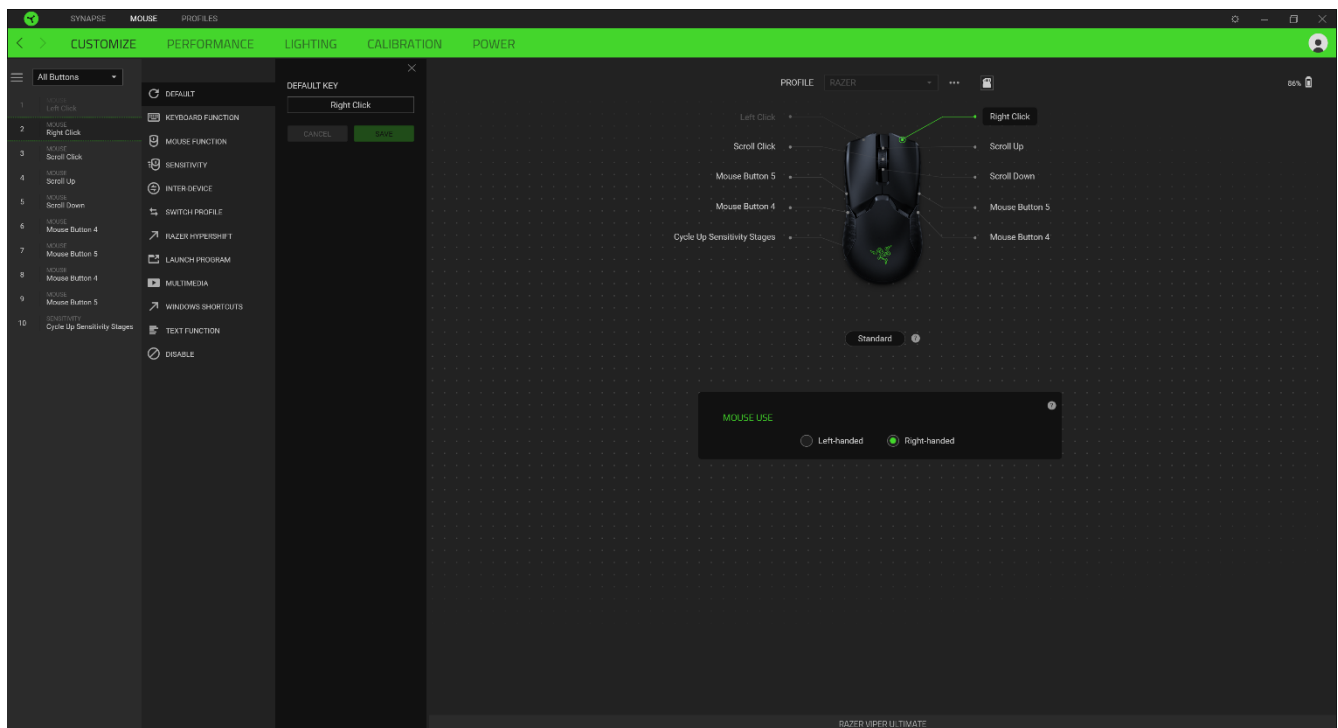 SYNAPSE MOUSE PROFILES
CUSTOMIZE PERFORMANCE LIGHTING CALIBRATION POWER
All Buttons
1 MOUSE
Left Click
2 MOUSE
Right Click
3 MOUSE
Scroll Click
4 MOUSE
Scroll Up
5 MOUSE
Scroll Down
6 MOUSE
Mouse Button 4
7 MOUSE
Mouse Button 5
8 MOUSE
Mouse Button 4
9 MOUSE
Mouse Button 5
10 SENSITIVITY
Cycle Up Sensitivity Stages
DEFAULT
KEYBOARD FUNCTION
MOUSE FUNCTION
SENSITIVITY
INTER-DEVICE
SWITCH PROFILE
RAZER HYPERSHIFT
LAUNCH PROGRAM
MULTIMEDIA
WINDOWS SHORTCUTS
TEXT FUNCTION
DISABLE
DEFAULT KEY
Right Click
CANCEL SAVE
PROFILE RAZER
86%
Left Click
Scroll Click
Mouse Button 5
Mouse Button 4
Cycle Up Sensitivity Stages
Right Click
Scroll Up
Scroll Down
Mouse Button 5
Mouse Button 4
Standard ?
MOUSE USE ?
Left-handed Right-handed
RAZER VIPER ULTIMATE